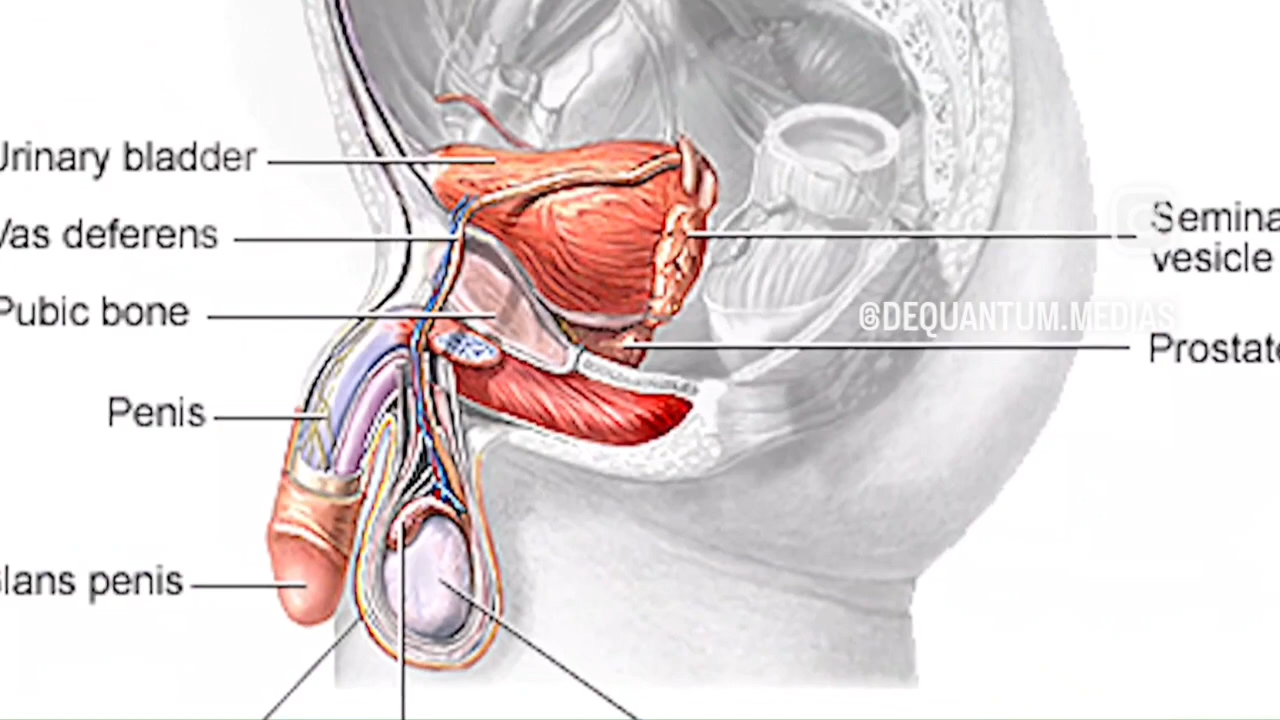 Urinary bladder
Vas deferens
Pubic bone
Penis
Glans penis
Semina
vesicle
Prostate
@DEQUANTUM.MEDIAS